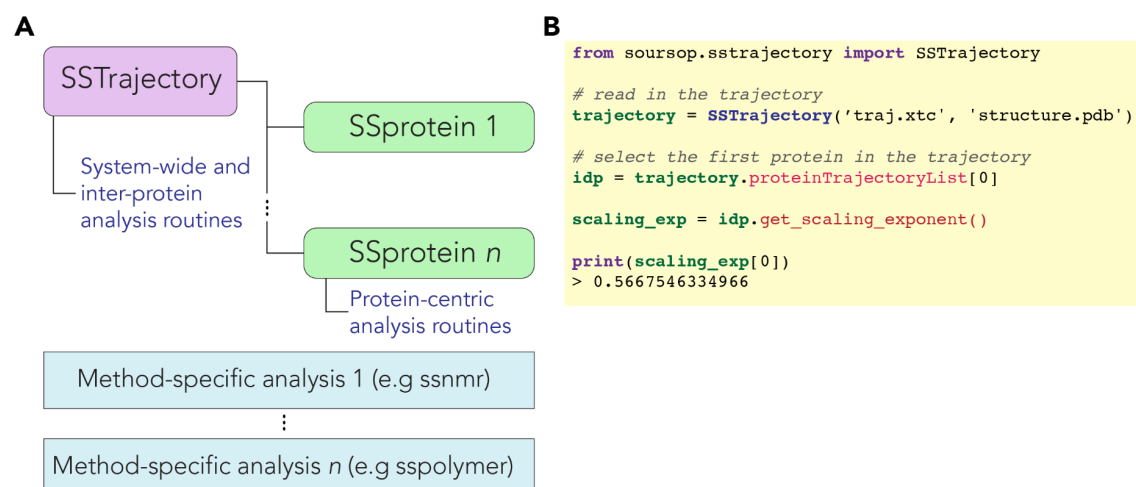 A
SSTrajectory
SSprotein 1
System-wide and
inter-protein
analysis routines
SSprotein n
Protein-centric
analysis routines
Method-specific analysis 1 (e.g ssnmr)
Method-specific analysis n (e.g sspolymer)
B
from soursop.sstrajectory import SSTrajectory
# read in the trajectory
trajectory = SSTrajectory(’traj.xtc', 'structure.pdb')
# select the first protein in the trajectory
idp = trajectory.proteinTrajectoryList[0]
scaling_exp = idp.get_scaling_exponent()
print(scaling_exp[0])
> 0.5667546334966